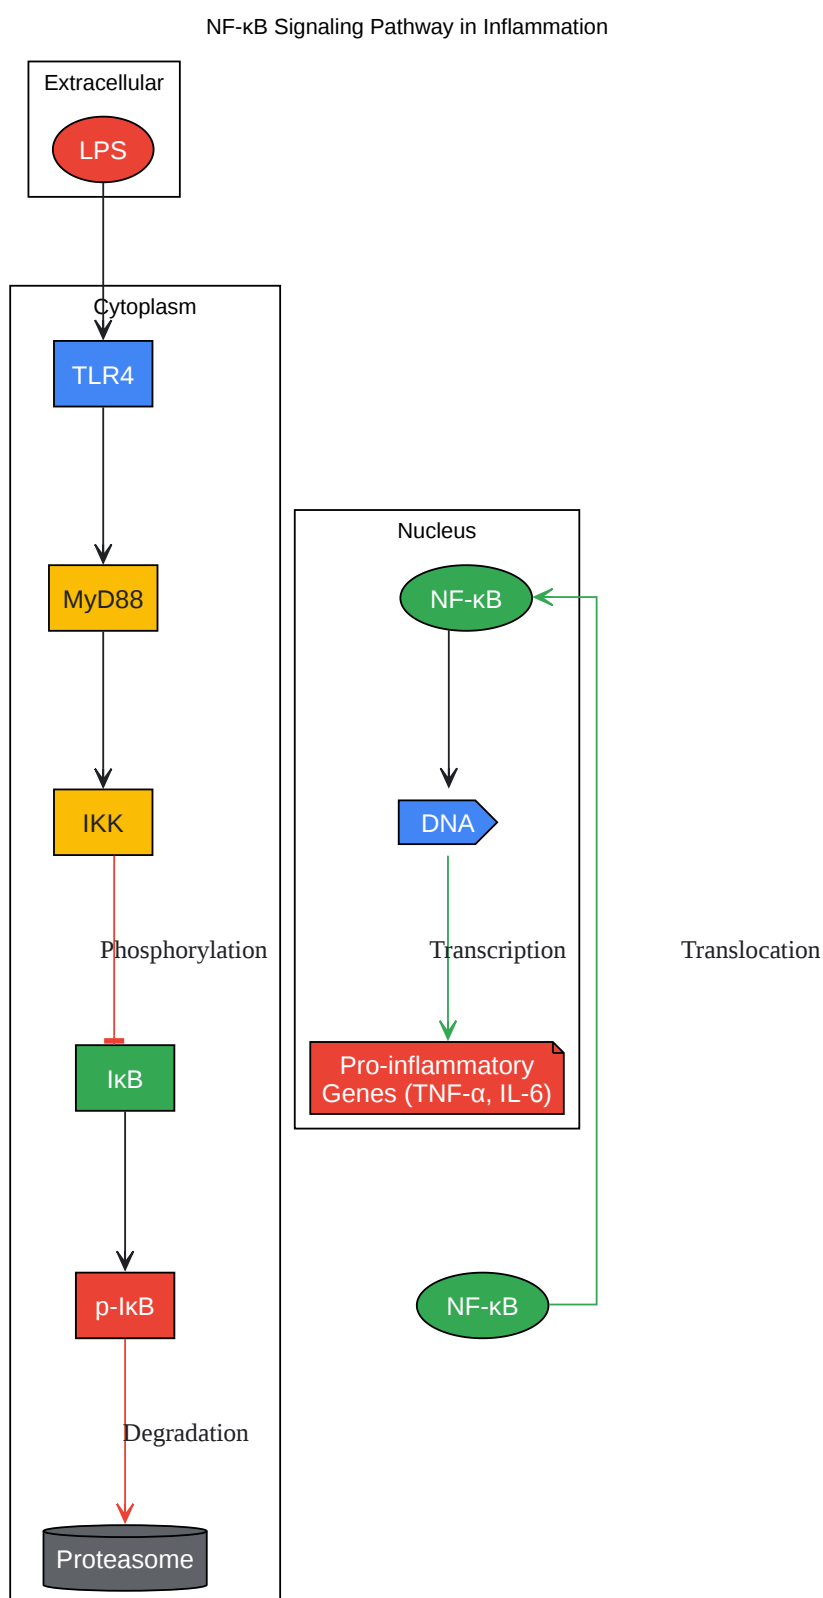 NF-κB Signaling Pathway in Inflammation
Extracellular
LPS
Cytoplasm
TLR4
MyD88
IKK
Phosphorylation
IκB
p-IκB
Degradation
Proteasome
Nucleus
NF-κB
DNA
Transcription
Pro-inflammatory
Genes (TNF-α, IL-6)
Translocation
NF-κB